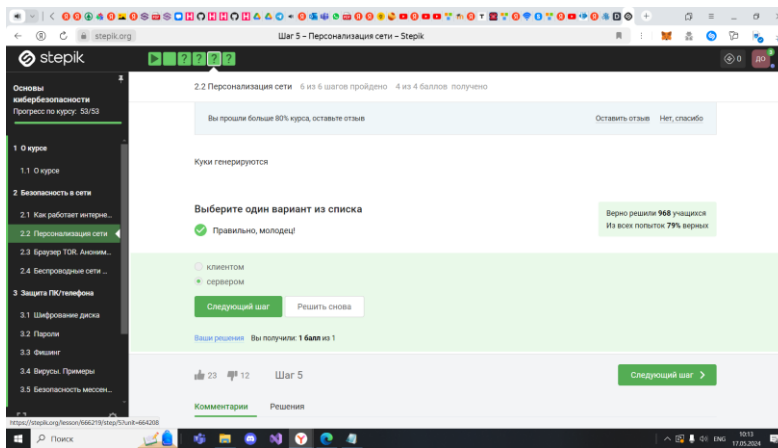 stepik.org
Шаг 5 – Персонализация сети – Stepik
stepik
0
ДО
Основы кибербезопасности
Прогресс по курсу: 53/53
2.2 Персонализация сети 6 из 6 шагов пройдено 4 из 4 баллов получено
Вы прошли больше 80% курса, оставьте отзыв
Оставить отзыв Нет, спасибо
1 О курсе
1.1 О курсе
2 Безопасность в сети
2.1 Как работает интерне...
2.2 Персонализация сети
2.3 Браузер TOR. Аноним...
2.4 Беспроводные сети ...
3 Защита ПК/телефона
3.1 Шифрование диска
3.2 Пароли
3.3 Фишинг
3.4 Вирусы. Примеры
3.5 Безопасность мессен...
Куки генерируются
Выберите один вариант из списка
Правильно, молодец!
Верно решили 968 учащихся
Из всех попыток 79% верных
клиентом
сервером
Следующий шаг
Решить снова
Ваши решения Вы получили: 1 балл из 1
23 12 Шаг 5
Следующий шаг
Комментарии Решения
https://stepik.org/lesson/666219/step/5?unit=664208
Поиск
ENG
10:13
17.05.2024